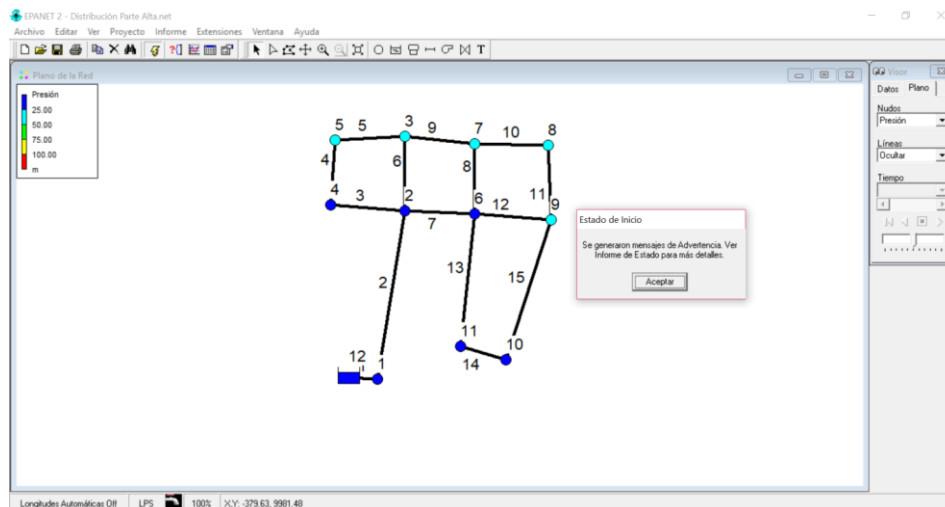 EPANET 2 - Distribución Parte Alta.net
Archivo Editar Ver Proyecto Informe Extensiones Ventana Ayuda
T
Plano de la Red
Visor
Datos Plano
Presión
25.00
50.00
75.00
100.00
m
Nudos
Presión
Líneas
Ocultar
Tiempo
5 5 3 9 7 10 8
4 6 8 11
4 3 2 6 12 9
7
2 13 15
11 10
14
12 1
Estado de Inicio
Se generaron mensajes de Advertencia. Ver
Informe de Estado para más detalles.
Aceptar
Longitudes Automáticas Off LPS 100% X,Y: -379.63, 9981.48